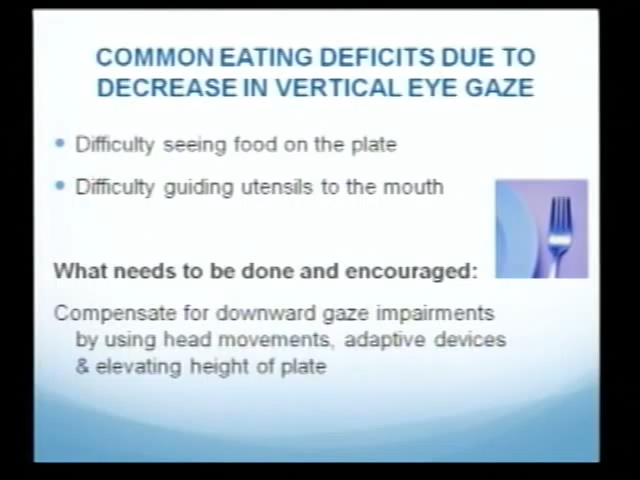 COMMON EATING DEFICITS DUE TO
DECREASE IN VERTICAL EYE GAZE
• Difficulty seeing food on the plate
• Difficulty guiding utensils to the mouth
What needs to be done and encouraged:
Compensate for downward gaze impairments
by using head movements, adaptive devices
& elevating height of plate